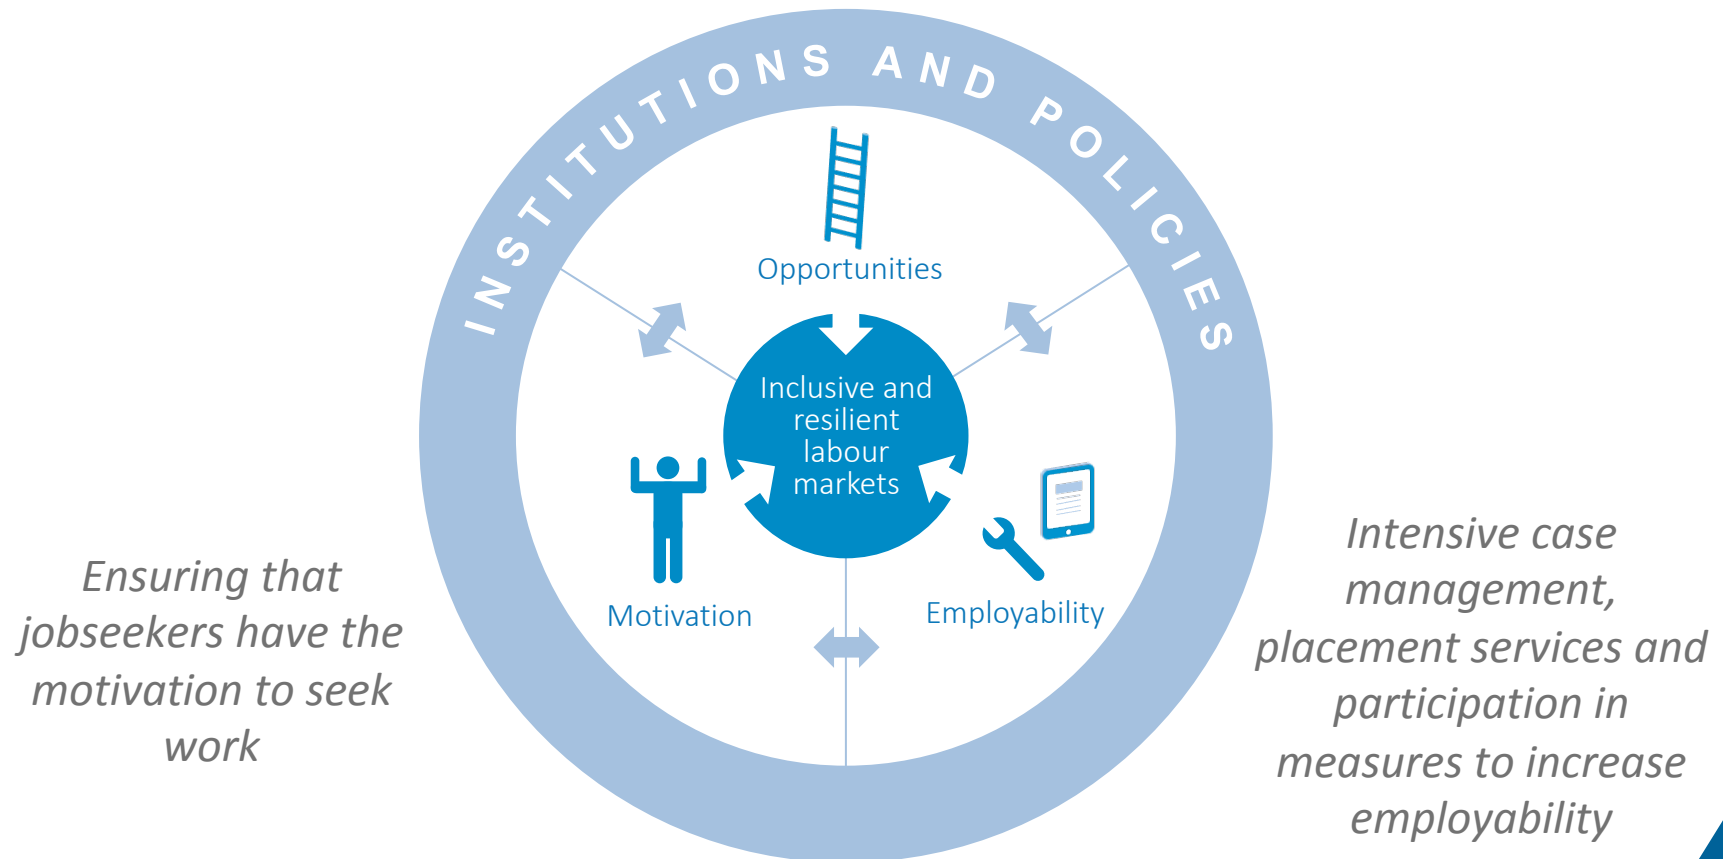 INSTITUTIONS AND POLICIES
Opportunities
Inclusive and
resilient
labour
markets
Motivation
Employability
Ensuring that
jobseekers have the
motivation to seek
work
Intensive case
management,
placement services and
participation in
measures to increase
employability